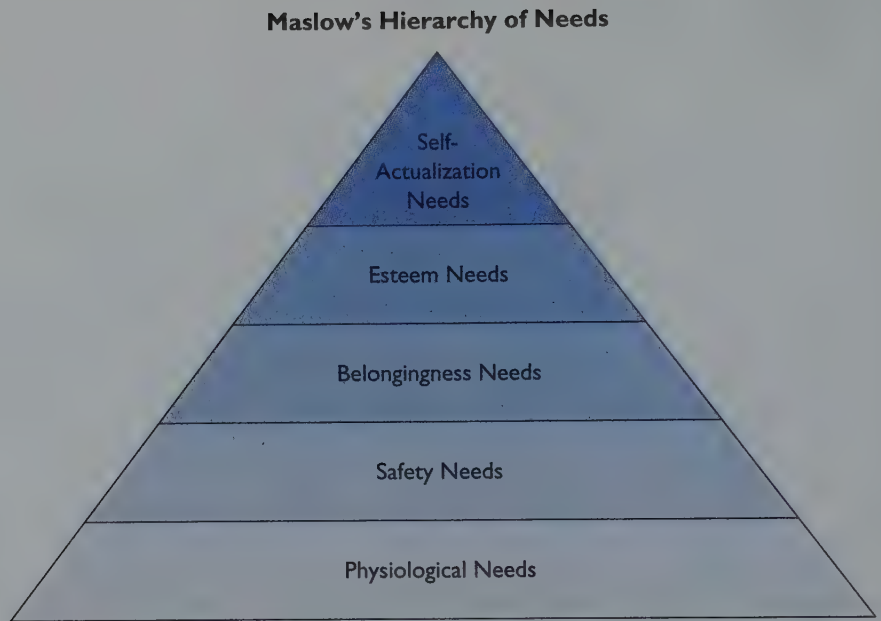 Maslow's Hierarchy of Needs
Self-
Actualization
Needs
Esteem Needs
Belongingness Needs
Safety Needs
Physiological Needs